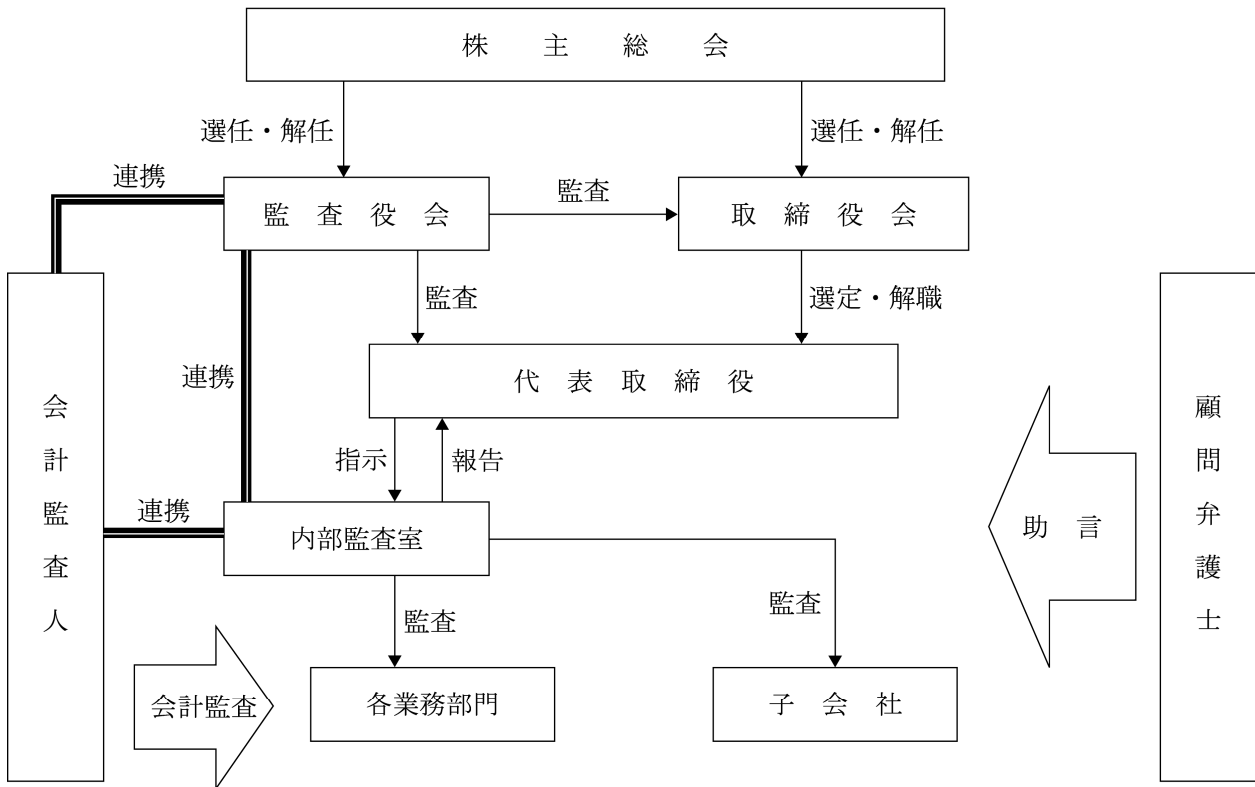 株主総会
選任・解任
選任・解任
連携
監査役会
監査
取締役会
監査
選定・解職
連携
代表取締役
会計監査人
顧問弁護士
指示
報告
連携
内部監査室
助言
監査
監査
会計監査
各業務部門
子会社